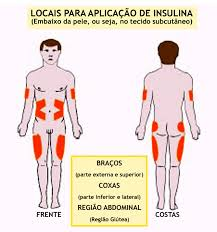 LOCAIS PARA APLICAÇÃO DE INSULINA
(Embaixo da pele, ou seja, no tecido subcutâneo)
BRAÇOS
(parte externa e superior)
COXAS
(parte inferior e lateral)
REGIÃO ABDOMINAL
(Região Glútea)
FRENTE
COSTAS